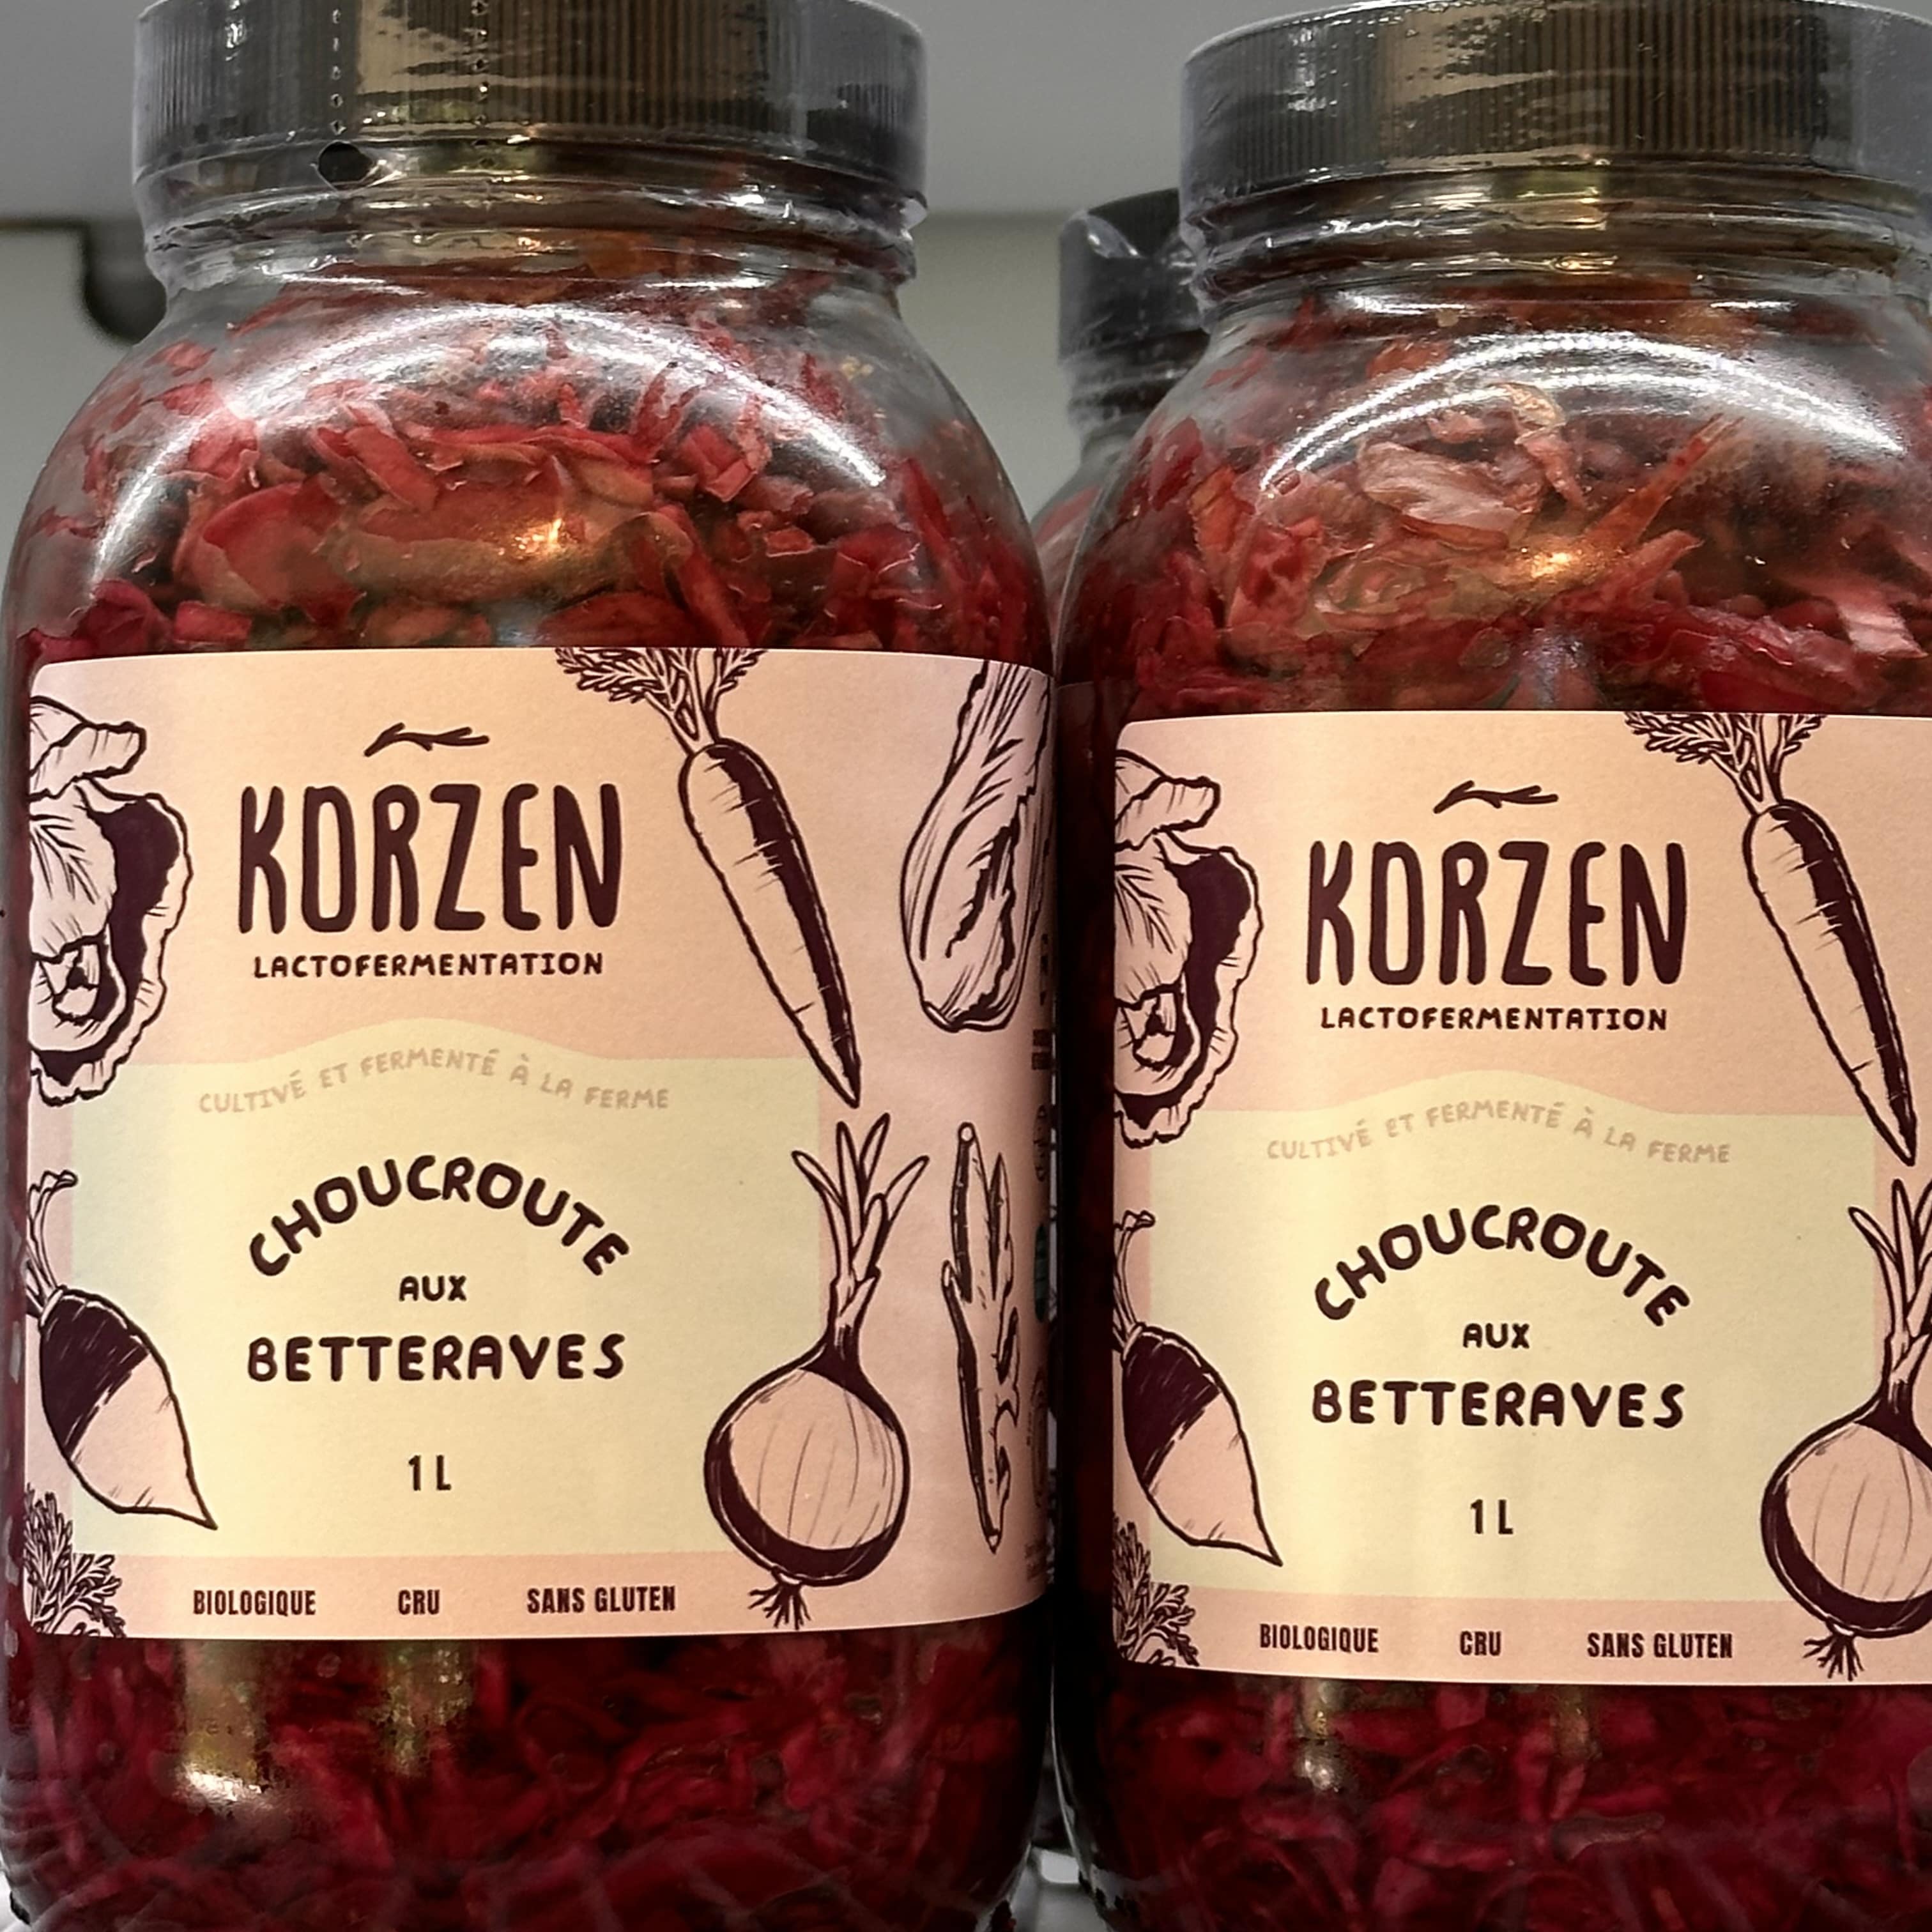 KORZEN
LACTOFERMENTATION
CULTIVÉ ET FERMENTÉ À LA FERME
CHOUCROUTE
AUX
BETTERAVES
1 L
BIOLOGIQUE CRU SANS GLUTEN
KORZEN
LACTOFERMENTATION
CULTIVÉ ET FERMENTÉ À LA FERME
CHOUCROUTE
AUX
BETTERAVES
1 L
BIOLOGIQUE CRU SANS GLUTEN